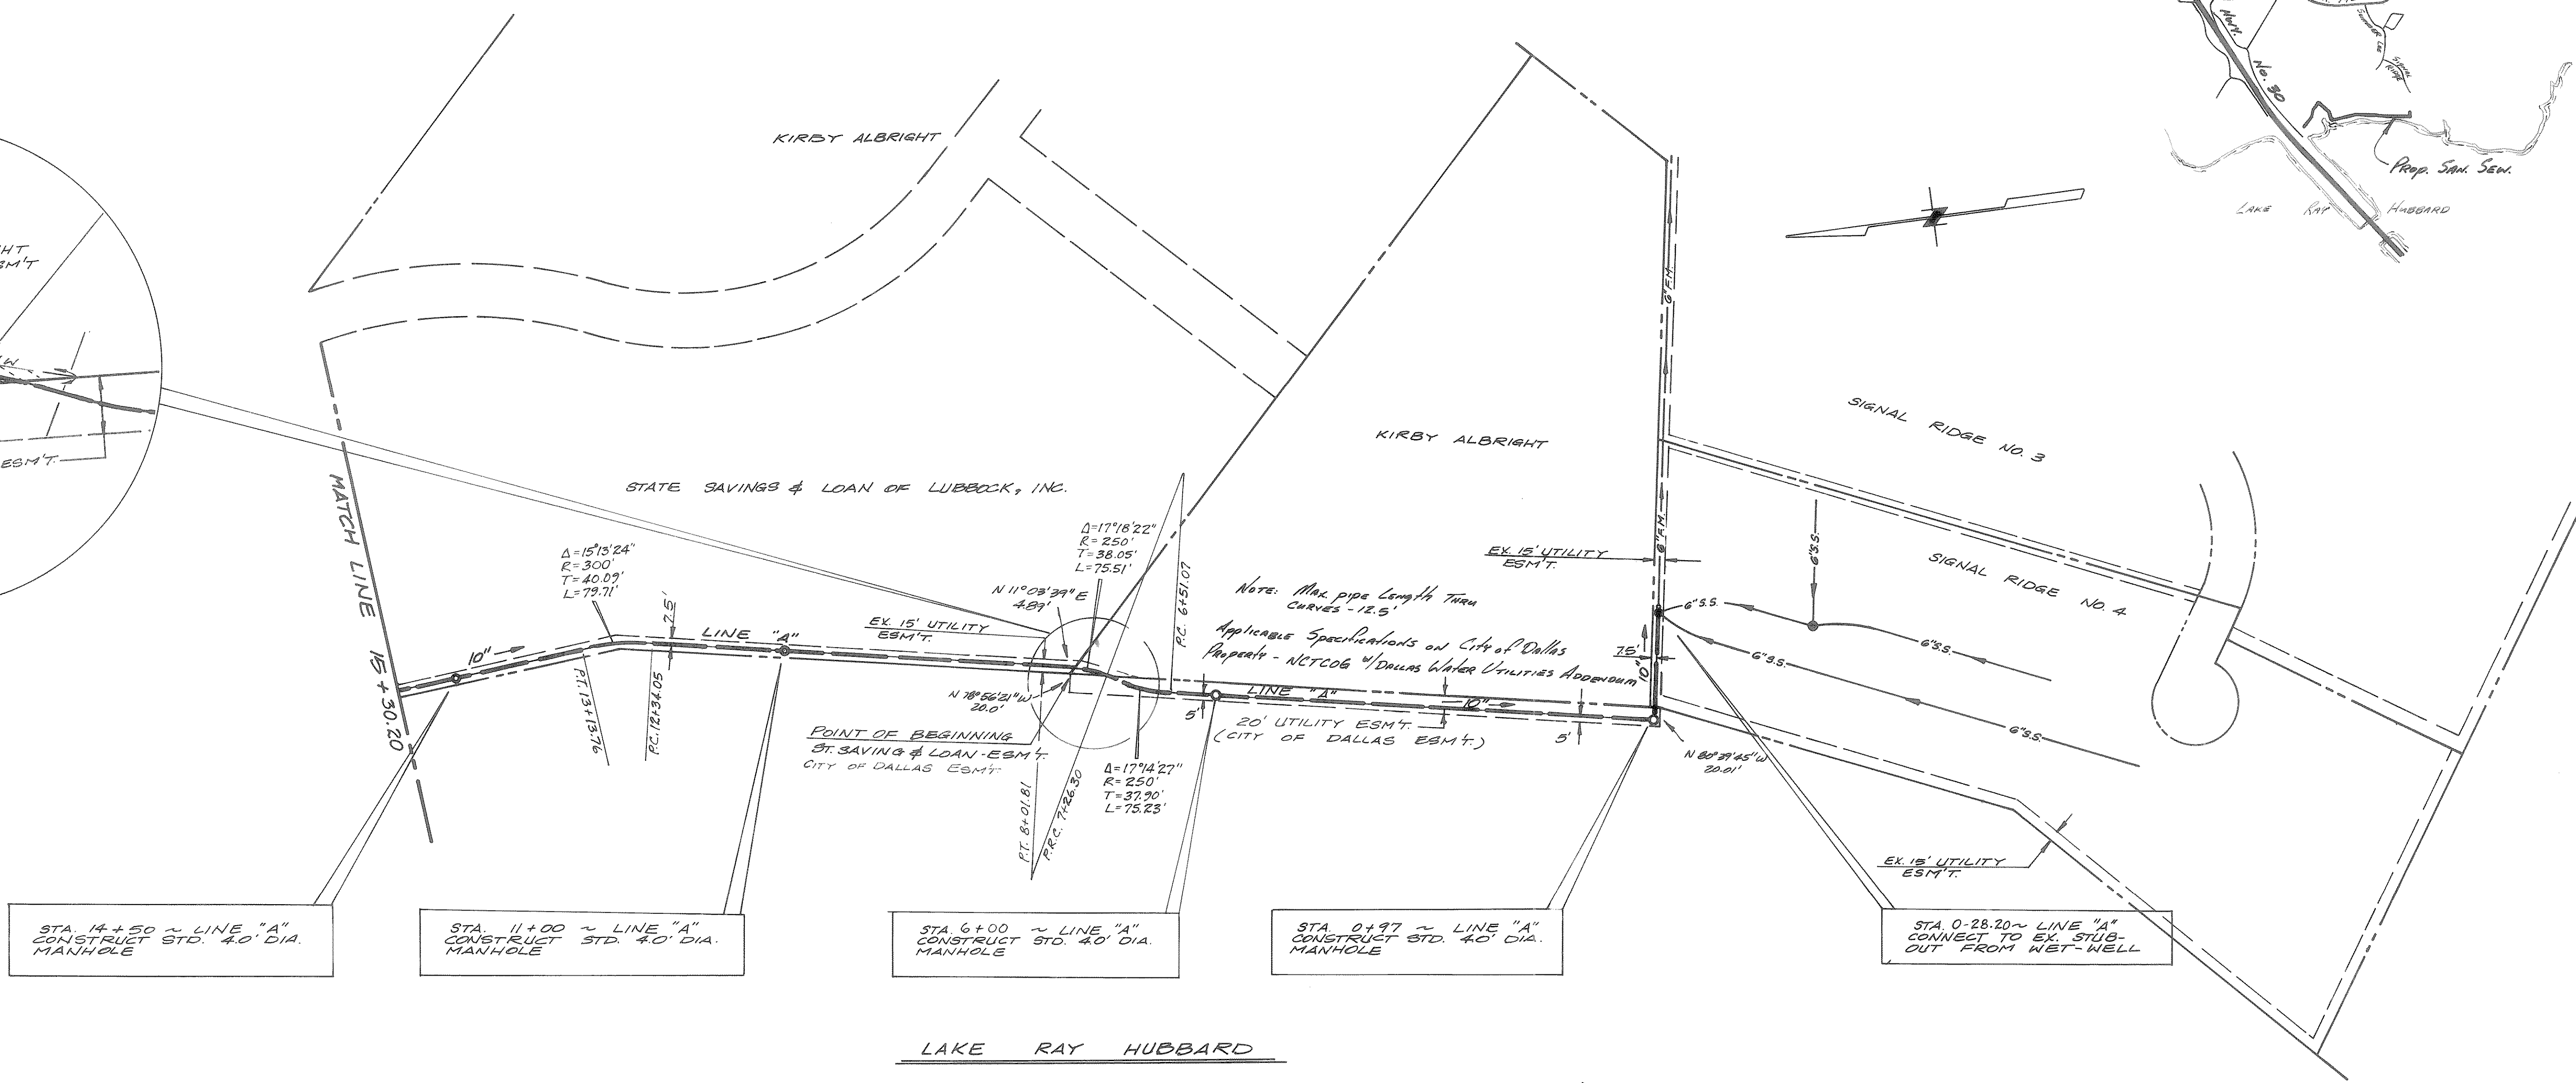 HWY.
No. 30
SUMMER LEE
SIGNAL
RIDGE
PROP. SAN. SEW.
LAKE RAY HUBBARD
KIRBY ALBRIGHT
HT
SM'T
W
ESM'T.
6" F.M.
SIGNAL RIDGE NO. 3
KIRBY ALBRIGHT
STATE SAVINGS & LOAN OF LUBBOCK, INC.
MATCH LINE 15 + 30.20
Δ=15°13'24"
R=300'
T=40.09'
L=79.71'
Δ=17°18'22"
R=250'
T=38.05'
L=75.51'
N 11°03'39" E
4.89'
P.C. 6+51.07
EX. 15' UTILITY
ESM'T.
6" F.M.
6" S.S.
SIGNAL RIDGE NO. 4
NOTE: MAX. PIPE LENGTH THRU
CURVES - 12.5'
APPLICABLE SPECIFICATIONS ON CITY OF DALLAS
PROPERTY - NCTCOG W/DALLAS WATER UTILITIES ADDENDUM
6" S.S.
6" S.S.
6" S.S.
6" S.S.
7.5'
10"
10"
7.5'
LINE "A"
EX. 15' UTILITY
ESM'T.
P.T. 13+13.76
P.C. 12+34.05
N 78°56'21" W
20.0'
LINE "A"
10"
5'
5'
20' UTILITY ESM'T.
(CITY OF DALLAS ESM'T.)
POINT OF BEGINNING
ST. SAVING & LOAN - ESM'T.
CITY OF DALLAS ESM'T.
P.T. 8+01.81
P.R.C. 7+26.30
Δ=17°14'27"
R=250'
T=37.90'
L=75.23'
N 80°39'45" W
20.01'
EX. 15' UTILITY
ESM'T.
STA. 14+50 ~ LINE "A"
CONSTRUCT STD. 4.0' DIA.
MANHOLE
STA. 11+00 ~ LINE "A"
CONSTRUCT STD. 4.0' DIA.
MANHOLE
STA. 6+00 ~ LINE "A"
CONSTRUCT STD. 4.0' DIA.
MANHOLE
STA. 0+97 ~ LINE "A"
CONSTRUCT STD. 4.0' DIA.
MANHOLE
STA. 0-28.20 ~ LINE "A"
CONNECT TO EX. STUB-
OUT FROM WET-WELL
LAKE RAY HUBBARD